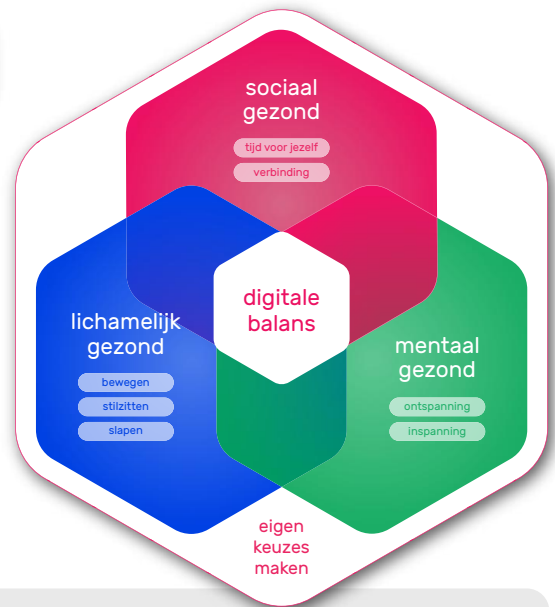 sociaal
gezond
tijd voor jezelf
verbinding
digitale
balans
lichamelijk
gezond
bewegen
stilzitten
slapen
mentaal
gezond
ontspanning
inspanning
eigen
keuzes
maken